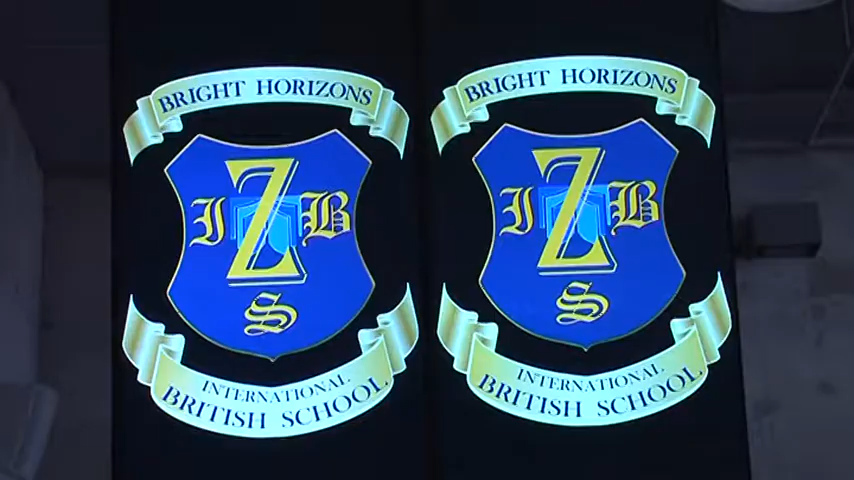 BRIGHT HORIZONS
I Z B
S
INTERNATIONAL
BRITISH SCHOOL
BRIGHT HORIZONS
I Z B
S
INTERNATIONAL
BRITISH SCHOOL